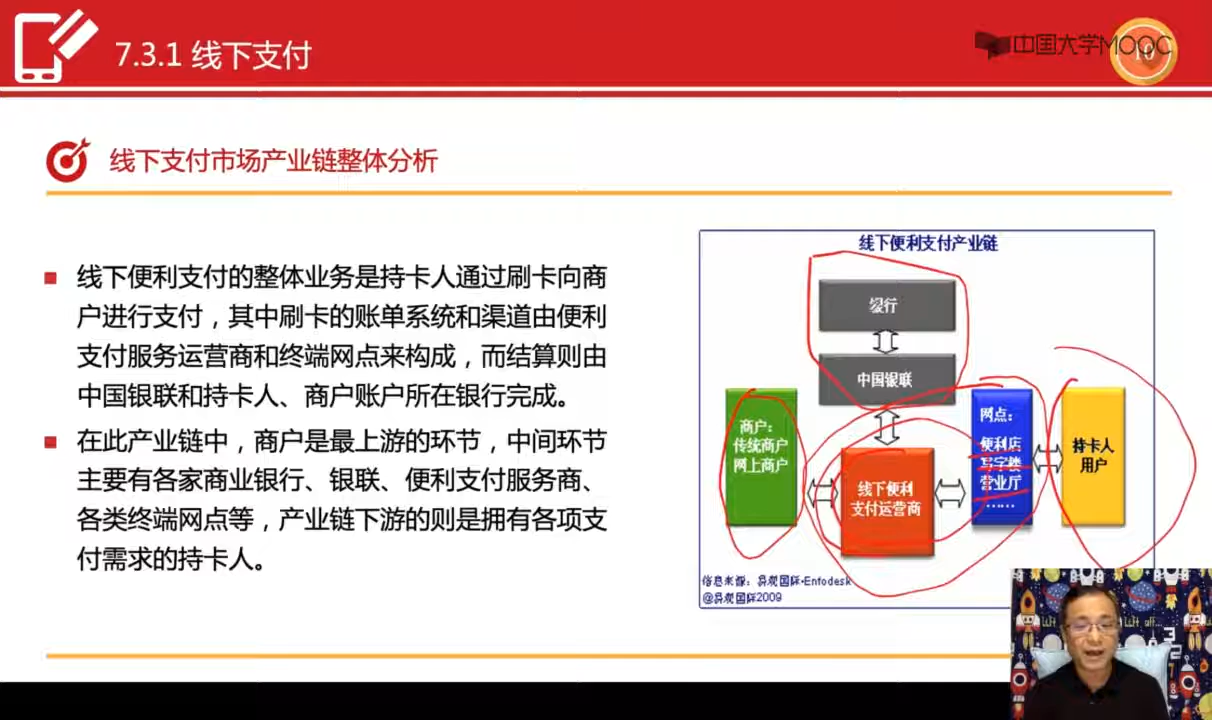 7.3.1 线下支付
中国大学MOOC
10
线下支付市场产业链整体分析
线下便利支付的整体业务是持卡人通过刷卡向商
户进行支付，其中刷卡的账单系统和渠道由便利
支付服务运营商和终端网点来构成，而结算则由
中国银联和持卡人、商户账户所在银行完成。
在此产业链中，商户是最上游的环节，中间环节
主要有各家商业银行、银联、便利支付服务商、
各类终端网点等，产业链下游的则是拥有各项支
付需求的持卡人。
线下便利支付产业链
银行
中国银联
商户：
传统商户
网上商户
线下便利
支付运营商
网点：
便利店
写字楼
营业厅
……
持卡人
用户
信息来源：易观国际-Enfodesk
@易观国际2009